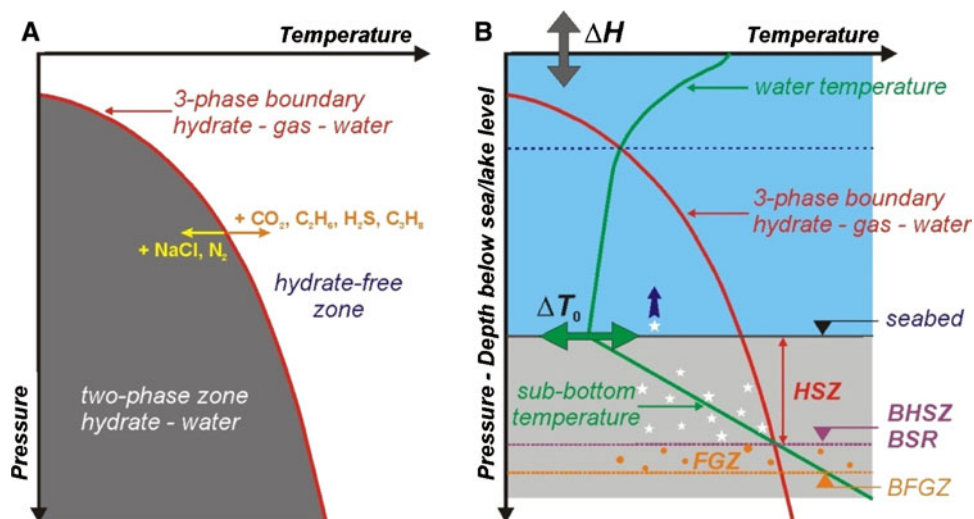 A
Temperature
3-phase boundary
hydrate - gas - water
+ CO₂, C₂H₆, H₂S, C₃H₈
+ NaCl, N₂
hydrate-free
zone
two-phase zone
hydrate - water
Pressure
B
ΔH
Temperature
water temperature
3-phase boundary
hydrate - gas - water
ΔT₀
seabed
sub-bottom
temperature
HSZ
BHSZ
BSR
FGZ
BFGZ
Pressure - Depth below sea/lake level